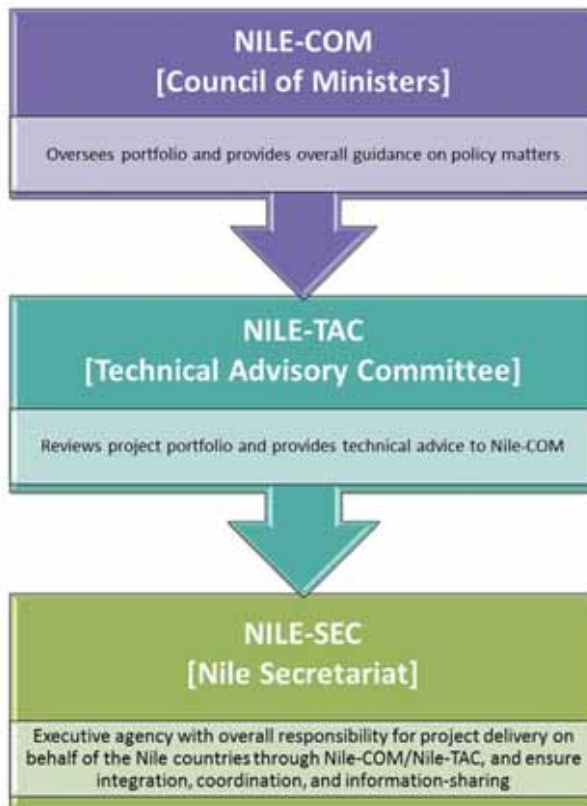 NILE-COM
[Council of Ministers]
Oversees portfolio and provides overall guidance on policy matters
NILE-TAC
[Technical Advisory Committee]
Reviews project portfolio and provides technical advice to Nile-COM
NILE-SEC
[Nile Secretariat]
Executive agency with overall responsibility for project delivery on
behalf of the Nile countries through Nile-COM/Nile-TAC, and ensure
integration, coordination, and information-sharing